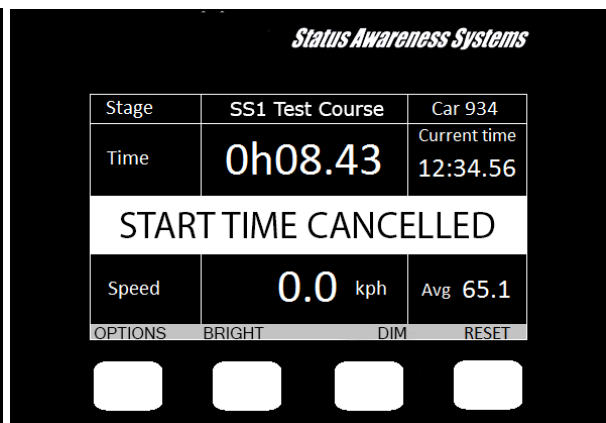 Status Awareness Systems
Stage SS1 Test Course Car 934
Time 0h08.43 Current time
12:34.56
START TIME CANCELLED
Speed 0.0 kph Avg 65.1
OPTIONS BRIGHT DIM RESET